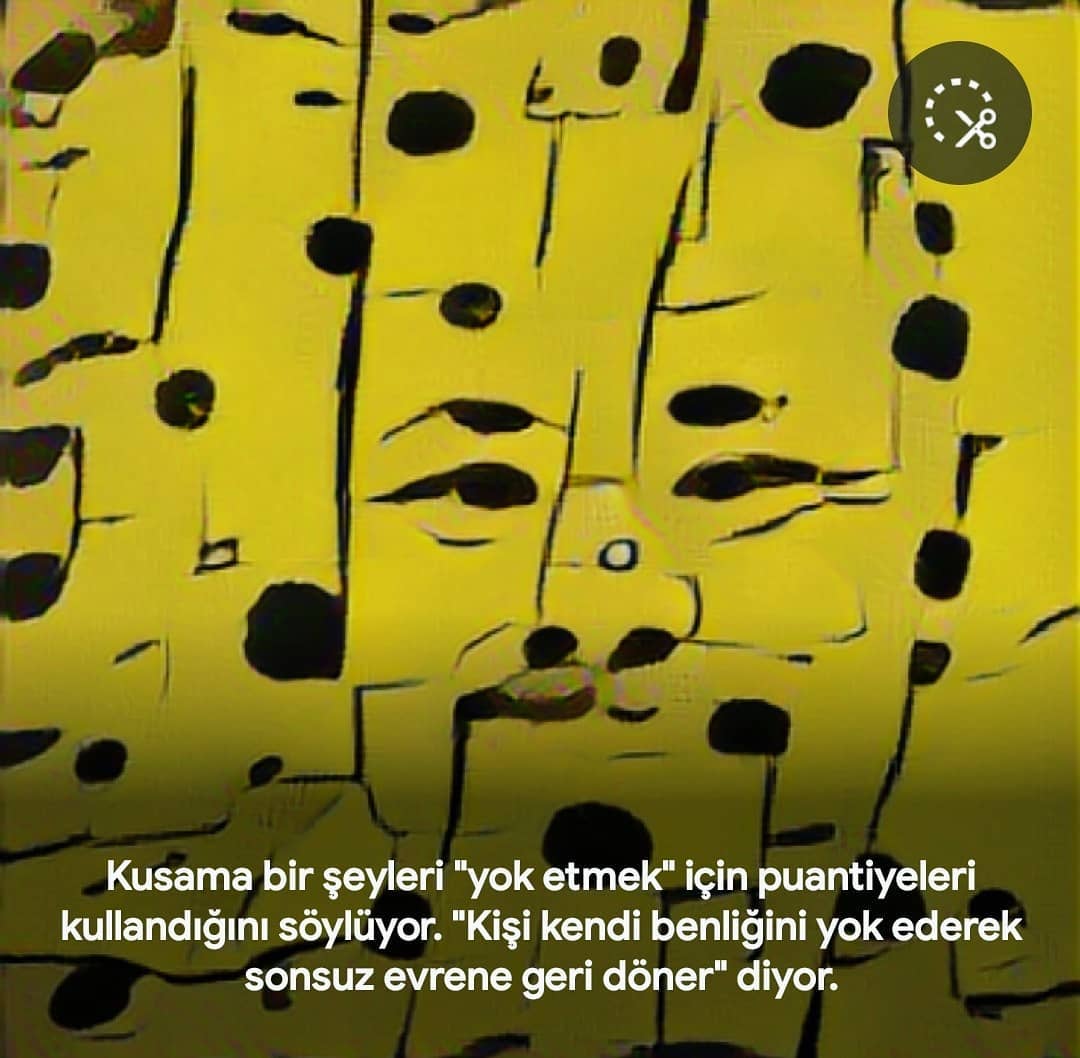 Kusama bir şeyleri "yok etmek" için puantiyeleri
kullandığını söylüyor. "Kişi kendi benliğini yok ederek
sonsuz evrene geri döner" diyor.